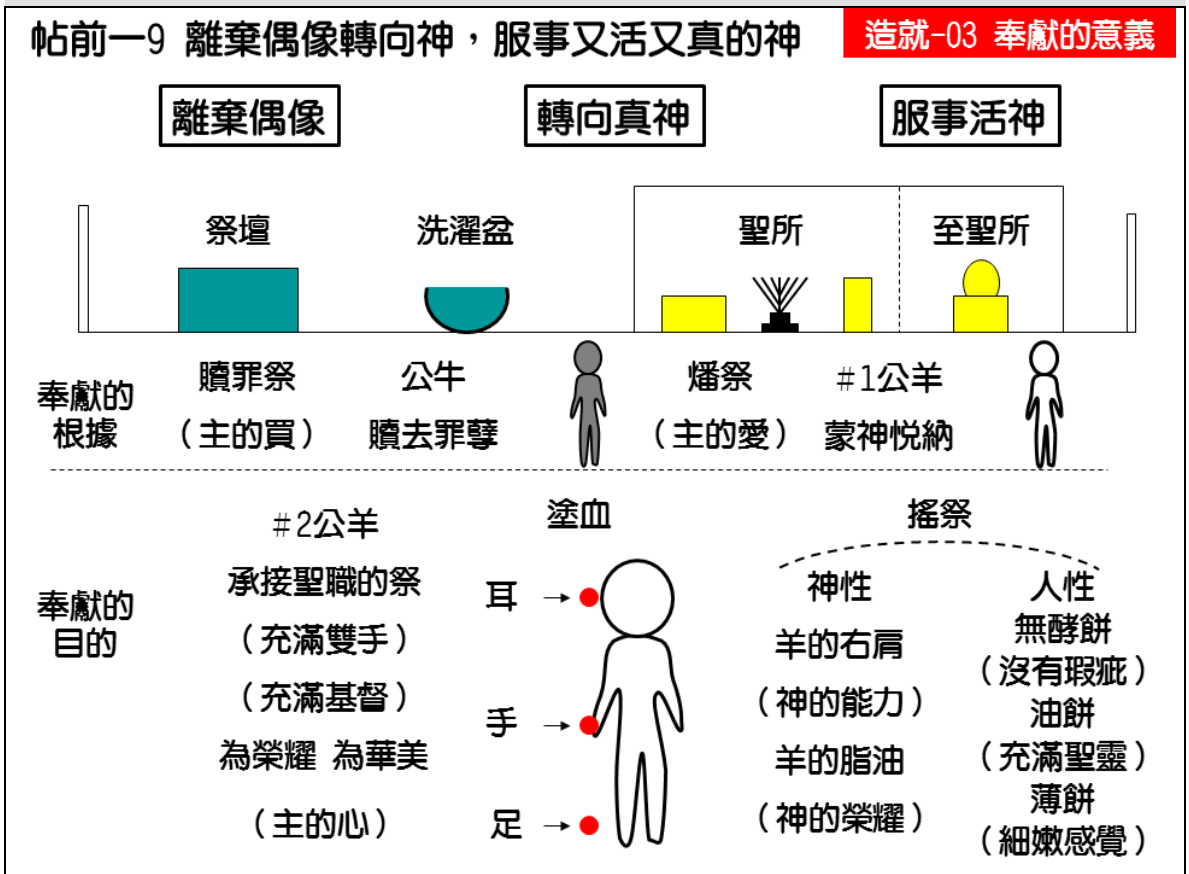 帖前一9 離棄偶像轉向神，服事又活又真的神
造就-03 奉獻的意義
離棄偶像
轉向真神
服事活神
祭壇
洗濯盆
聖所
至聖所
奉獻的
根據
贖罪祭
（主的買）
公牛
贖去罪孽
燔祭
（主的愛）
#1公羊
蒙神悅納
奉獻的
目的
#2公羊
承接聖職的祭
（充滿雙手）
（充滿基督）
為榮耀 為華美
（主的心）
塗血
耳 →
手 →
足 →
搖祭
神性
羊的右肩
（神的能力）
羊的脂油
（神的榮耀）
人性
無酵餅
（沒有瑕疵）
油餅
（充滿聖靈）
薄餅
（細嫩感覺）